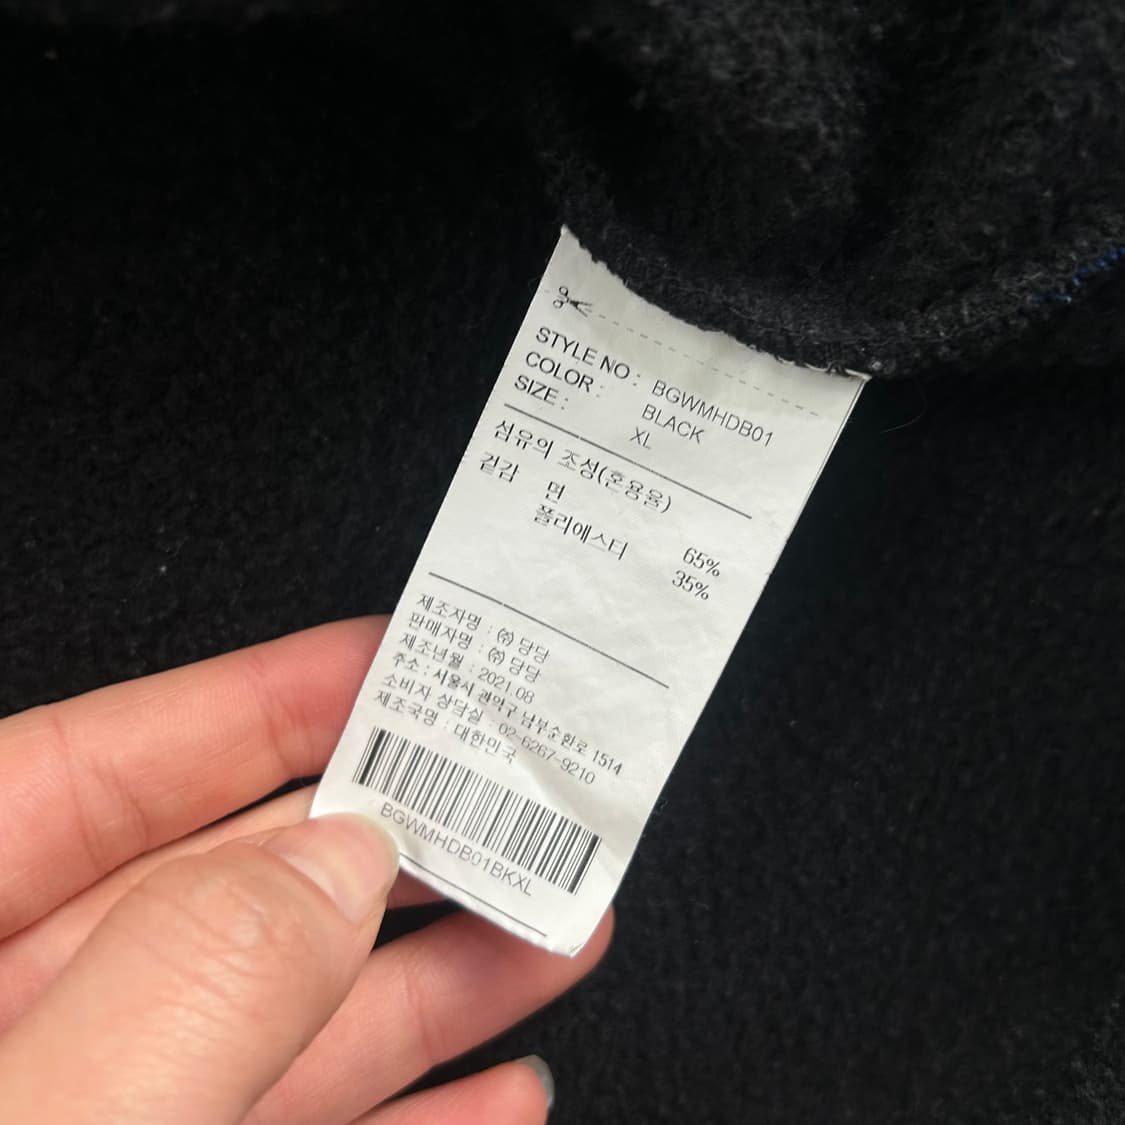 STYLE NO : BGWMHDB01
COLOR : BLACK
SIZE : XL
섬유의 조성(혼용율)
겉감 면 65%
폴리에스터 35%
제조자명 : ㈜ 당당
판매자명 : ㈜ 당당
제조년월 : 2021.08
주소 : 서울시 관악구 남부순환로 1514
소비자 상담실 : 02-6267-9210
제조국명 : 대한민국
BGWMHDB01BKXL